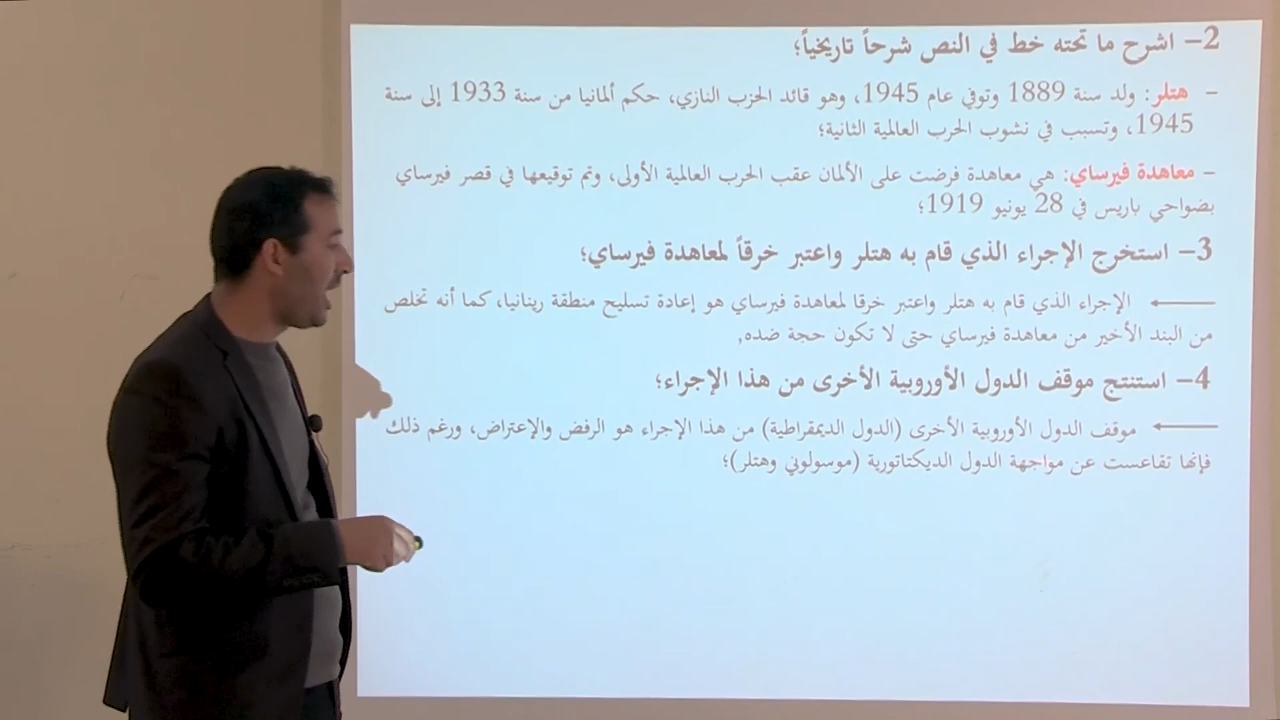 2– اشرح ما تحته خط في النص شرحاً تاريخياً؛
– هتلر: ولد سنة 1889 وتوفي عام 1945، وهو قائد الحزب النازي، حكم ألمانيا من سنة 1933 إلى سنة
1945، وتسبب في نشوب الحرب العالمية الثانية؛
– معاهدة فيرساي: هي معاهدة فرضت على الألمان عقب الحرب العالمية الأولى، وتم توقيعها في قصر فيرساي
بضواحي باريس في 28 يونيو 1919؛
3– استخرج الإجراء الذي قام به هتلر واعتبر خرقاً لمعاهدة فيرساي؛
الإجراء الذي قام به هتلر واعتبر خرقا لمعاهدة فيرساي هو إعادة تسليح منطقة رينانيا، كما أنه تخلص
من البند الأخير من معاهدة فيرساي حتى لا تكون حجة ضده,
4– استنتج موقف الدول الأوروبية الأخرى من هذا الإجراء؛
موقف الدول الأوروبية الأخرى (الدول الديمقراطية) من هذا الإجراء هو الرفض والإعتراض، ورغم ذلك
فإنها تقاعست عن مواجهة الدول الديكتاتورية (موسولوني وهتلر)؛